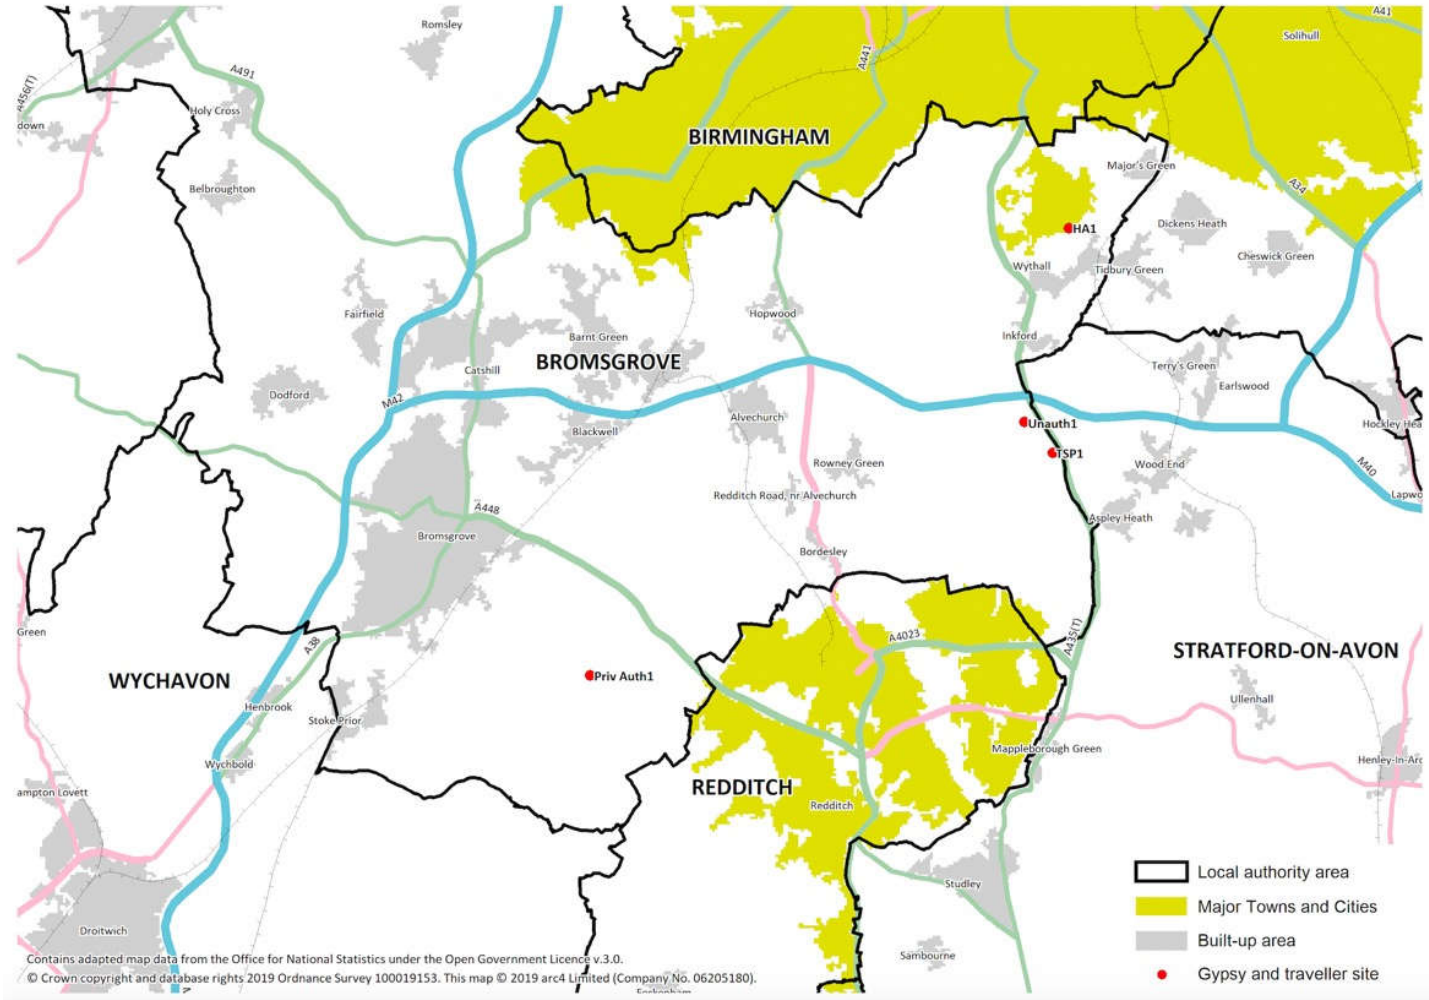 Romsley
A41
Solihull
A441
A491
A456(T)
Holy Cross
down
BIRMINGHAM
Major's Green
Belbroughton
A34
Dickens Heath
HA1
Cheswick Green
Wythall
Tidbury Green
Fairfield
Hopwood
Barnt Green
Inkford
BROMSGROVE
Catshill
Terry's Green
Earlswood
Dodford
M42
Alvechurch
Unauth1
Hockley Hea
Blackwell
TSP1
Rowney Green
Wood End
M40
Redditch Road, nr Alvechurch
Lapwo
A448
Aspley Heath
Bromsgrove
Bordesley
Green
A38
A4023
A435(T)
STRATFORD-ON-AVON
WYCHAVON
Priv Auth1
Ullenhall
Henbrook
Stoke Prior
Mappleborough Green
Wychbold
Henley-In-Arc
REDDITCH
ampton Lovett
Redditch
Studley
Droitwich
Sambourne
Local authority area
Major Towns and Cities
Built-up area
Gypsy and traveller site
Contains adapted map data from the Office for National Statistics under the Open Government Licence v.3.0.
© Crown copyright and database rights 2019 Ordnance Survey 100019153. This map © 2019 arc4 Limited (Company No. 06205180).